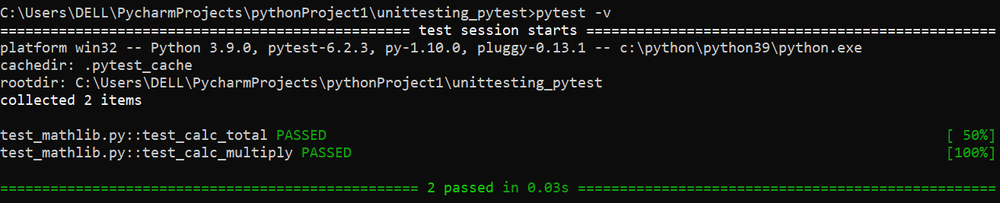 C:\Users\DELL\PycharmProjects\pythonProject1\unittesting_pytest>pytest -v
================================================= test session starts =================================================
platform win32 -- Python 3.9.0, pytest-6.2.3, py-1.10.0, pluggy-0.13.1 -- c:\python\python39\python.exe
cachedir: .pytest_cache
rootdir: C:\Users\DELL\PycharmProjects\pythonProject1\unittesting_pytest
collected 2 items
test_mathlib.py::test_calc_total PASSED [ 50%]
test_mathlib.py::test_calc_multiply PASSED [100%]
================================================== 2 passed in 0.03s ==================================================